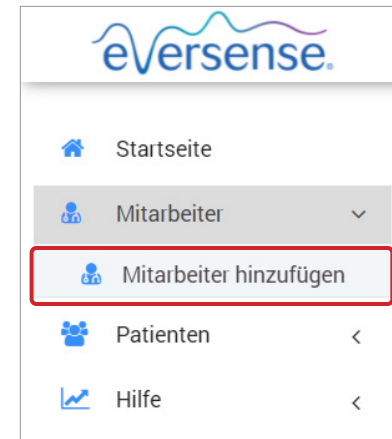 eversense.
Startseite
Mitarbeiter
Mitarbeiter hinzufügen
Patienten
Hilfe